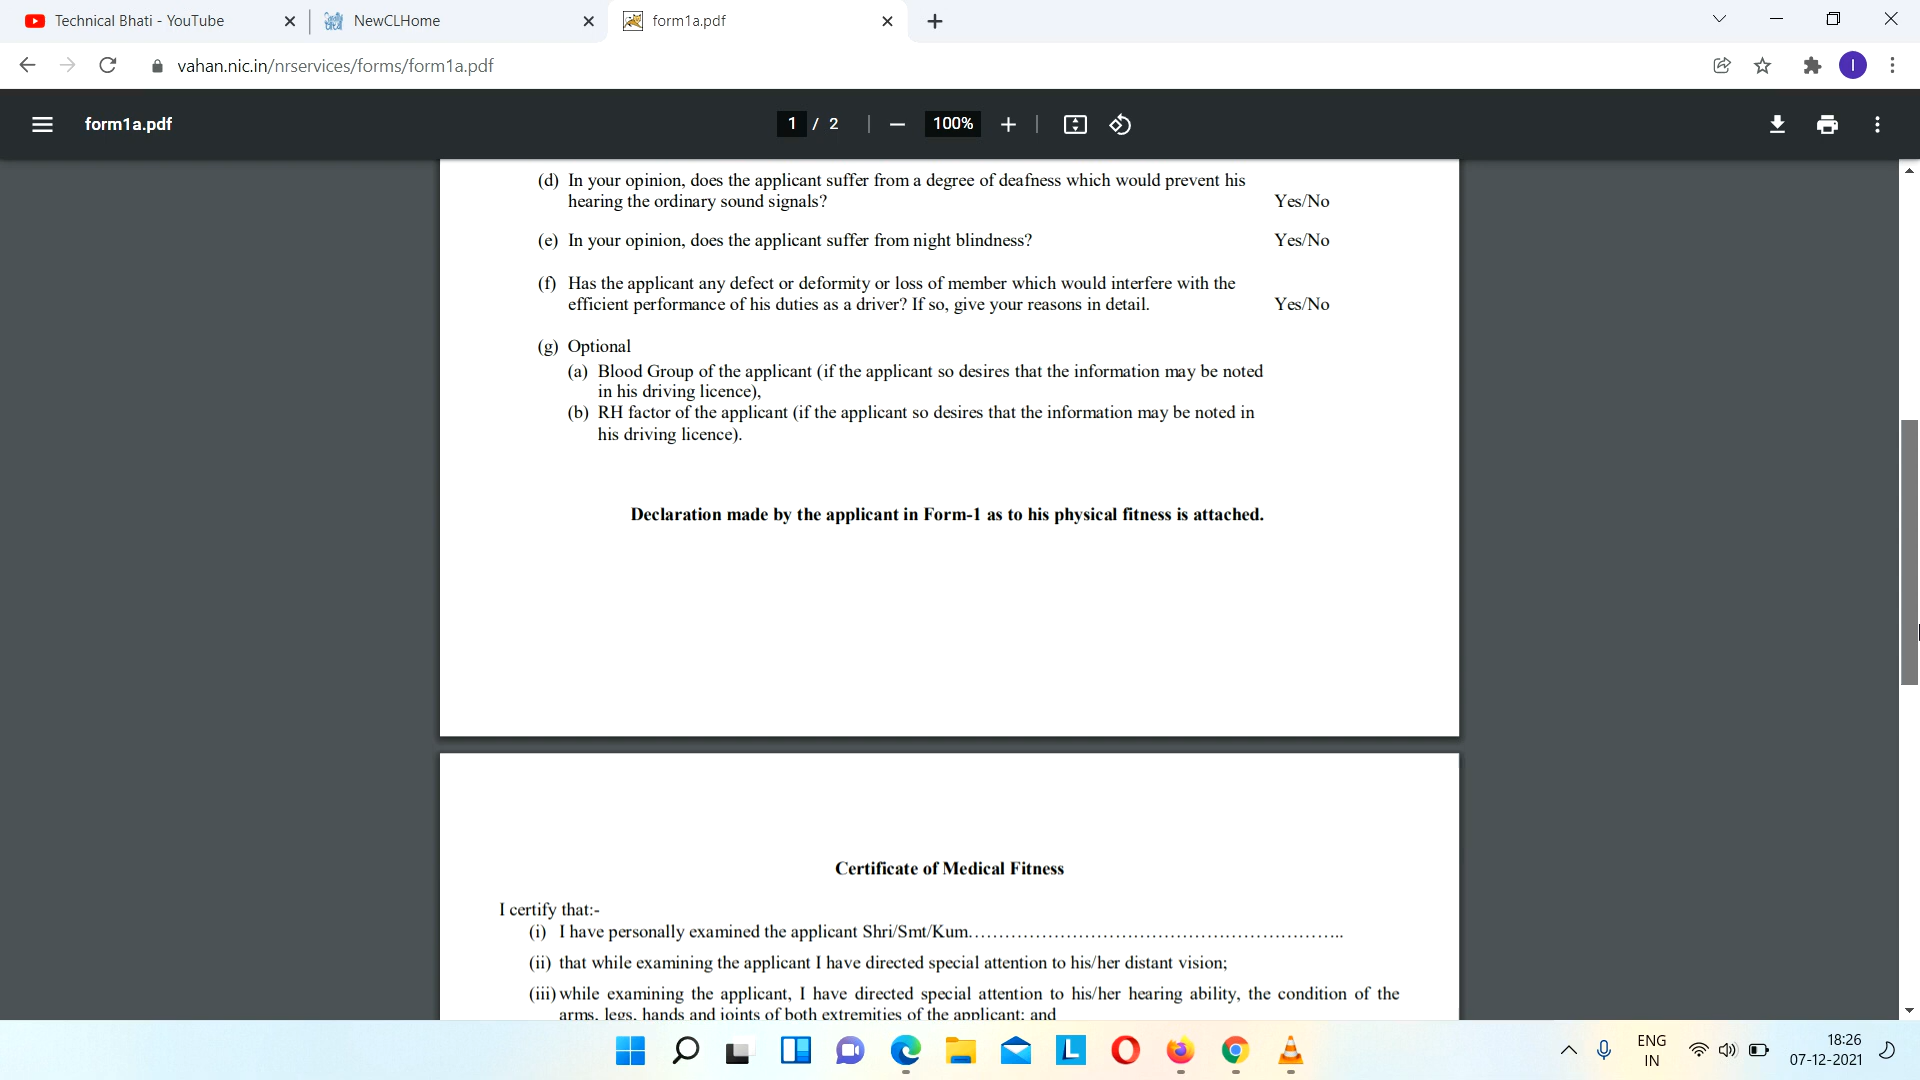 Technical Bhati - YouTube
NewCLHome
form1a.pdf
vahan.nic.in/nrservices/forms/form1a.pdf
I
form1a.pdf
1 / 2
100%
(d) In your opinion, does the applicant suffer from a degree of deafness which would prevent his
hearing the ordinary sound signals? Yes/No
(e) In your opinion, does the applicant suffer from night blindness? Yes/No
(f) Has the applicant any defect or deformity or loss of member which would interfere with the
efficient performance of his duties as a driver? If so, give your reasons in detail. Yes/No
(g) Optional
(a) Blood Group of the applicant (if the applicant so desires that the information may be noted
in his driving licence),
(b) RH factor of the applicant (if the applicant so desires that the information may be noted in
his driving licence).
Declaration made by the applicant in Form-1 as to his physical fitness is attached.
Certificate of Medical Fitness
I certify that:-
(i) I have personally examined the applicant Shri/Smt/Kum…………………………………………………………..
(ii) that while examining the applicant I have directed special attention to his/her distant vision;
(iii) while examining the applicant, I have directed special attention to his/her hearing ability, the condition of the
arms, legs, hands and joints of both extremities of the applicant; and
L
ENG
IN
18:26
07-12-2021